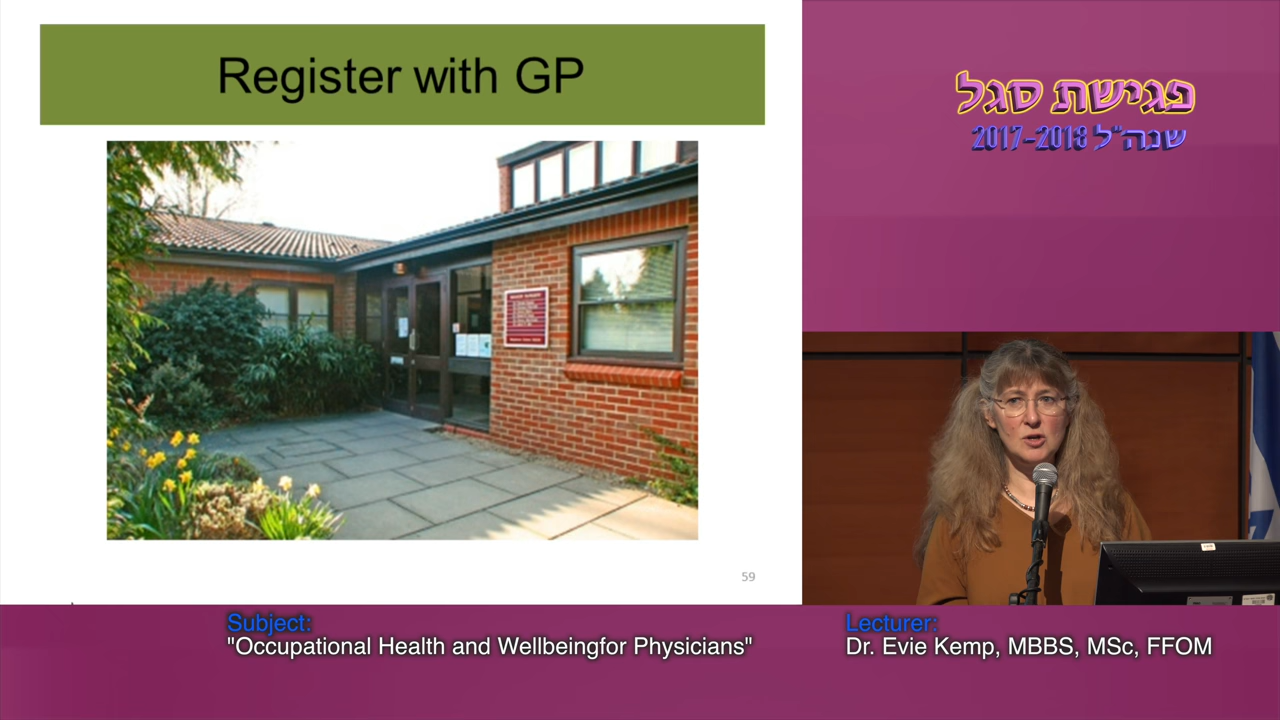 Register with GP
59
פגישת סגל
שנה"ל 2017-2018
Subject:
"Occupational Health and Wellbeingfor Physicians"
Lecturer:
Dr. Evie Kemp, MBBS, MSc, FFOM